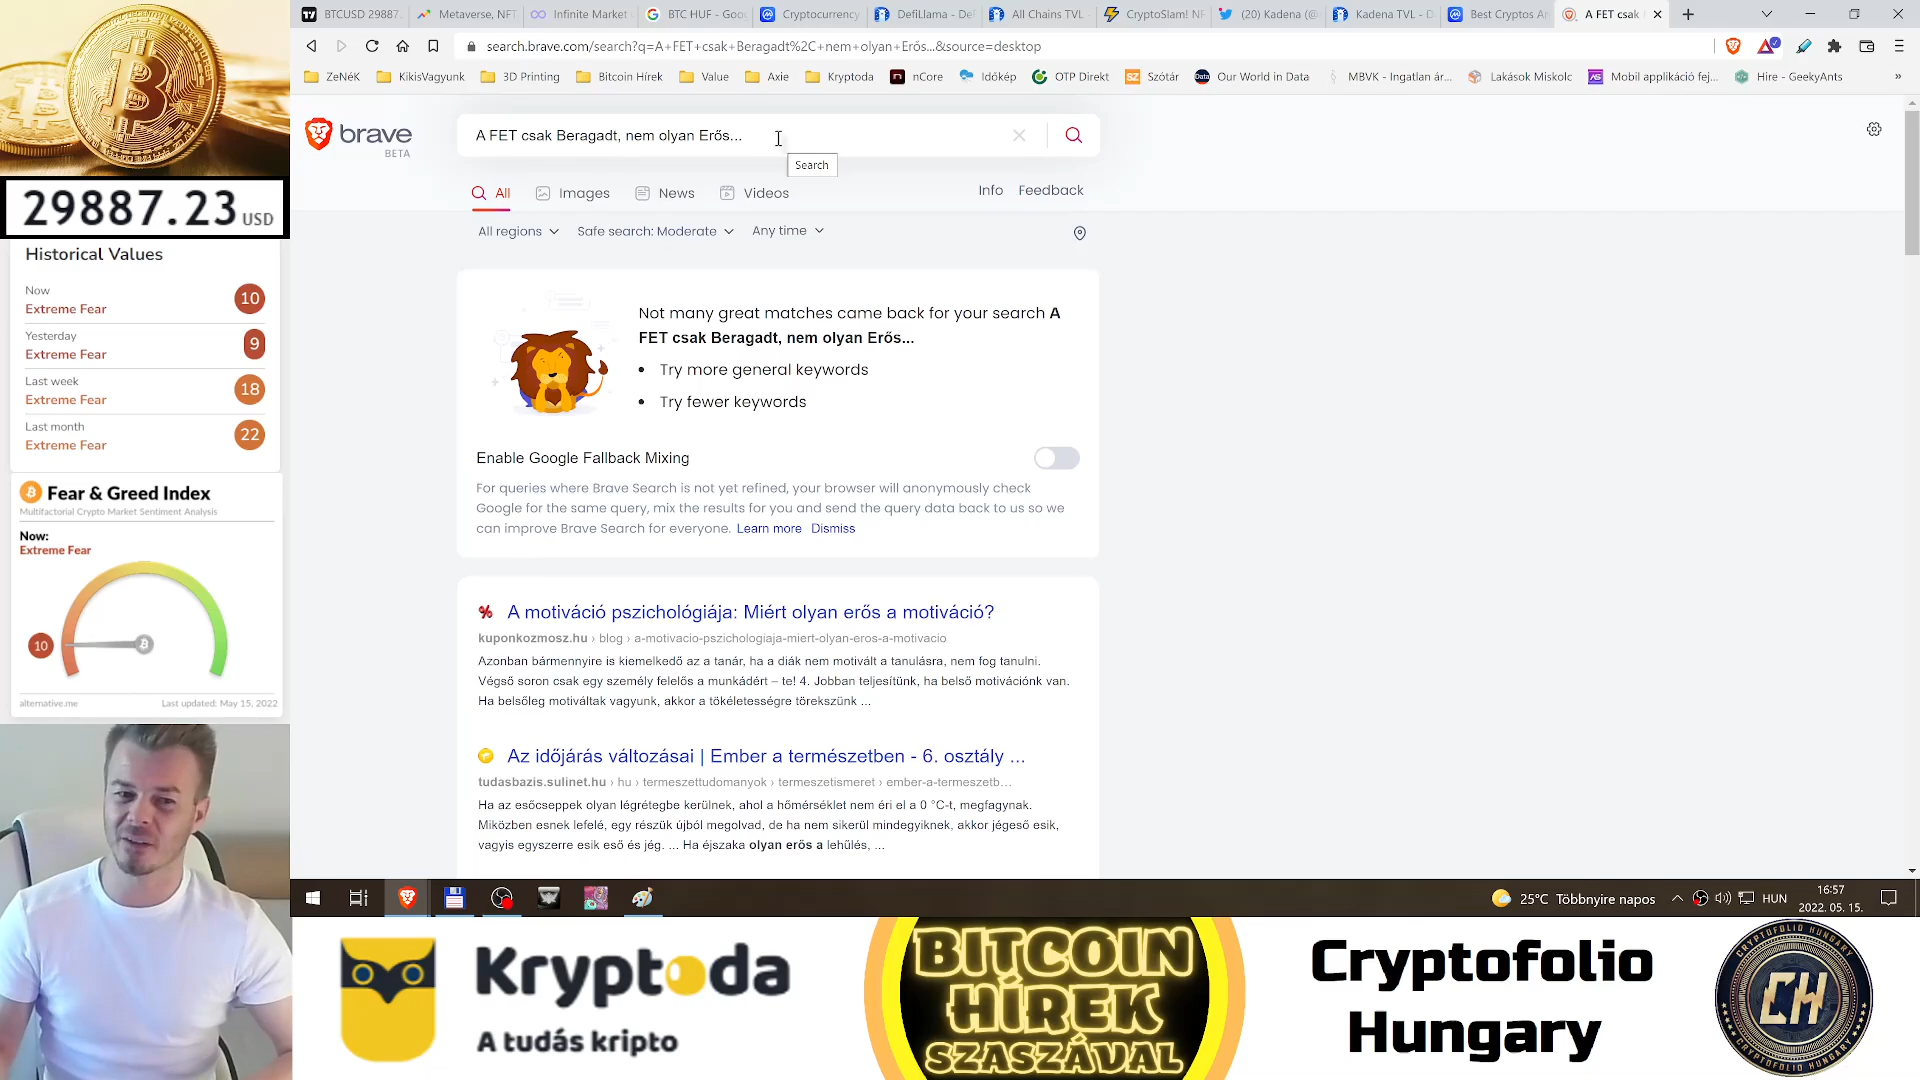 BTCUSD 29887.
Metaverse, NFT
Infinite Market
BTC HUF - Goo
Cryptocurrency
DefiLlama - De
All Chains TVL
CryptoSlam! NF
(20) Kadena (@
Kadena TVL - D
Best Cryptos A
A FET csak
search.brave.com/search?q=A+FET+csak+Beragadt%2C+nem+olyan+Erős...&source=desktop
ZeNéK
KikisVagyunk
3D Printing
Bitcoin Hírek
Value
Axie
Kryptoda
nCore
Időkép
OTP Direkt
Szótár
Our World in Data
MBVK - Ingatlan ár...
Lakások Miskolc
Mobil applikáció fej...
Hire - GeekyAnts
brave
BETA
A FET csak Beragadt, nem olyan Erős...
Search
All
Images
News
Videos
Info
Feedback
All regions
Safe search: Moderate
Any time
Not many great matches came back for your search A
FET csak Beragadt, nem olyan Erős...
Try more general keywords
Try fewer keywords
Enable Google Fallback Mixing
For queries where Brave Search is not yet refined, your browser will anonymously check
Google for the same query, mix the results for you and send the query data back to us so we
can improve Brave Search for everyone. Learn more Dismiss
A motiváció pszichológiája: Miért olyan erős a motiváció?
kuponkozmosz.hu › blog › a-motivacio-pszichologiaja-miert-olyan-eros-a-motivacio
Azonban bármennyire is kiemelkedő az a tanár, ha a diák nem motivált a tanulásra, nem fog tanulni.
Végső soron csak egy személy felelős a munkádért – te! 4. Jobban teljesítünk, ha belső motivációnk van.
Ha belsőleg motiváltak vagyunk, akkor a tökéletességre törekszünk ...
Az időjárás változásai | Ember a természetben - 6. osztály ...
tudasbazis.sulinet.hu › hu › termeszettudomanyok › termeszetismeret › ember-a-termeszetb...
Ha az esőcseppek olyan légrétegbe kerülnek, ahol a hőmérséklet nem éri el a 0 °C-t, megfagynak.
Miközben esnek lefelé, egy részük újból megolvad, de ha nem sikerül mindegyiknek, akkor jégeső esik,
vagyis egyszerre esik eső és jég. ... Ha éjszaka olyan erős a lehűlés, ...
29887.23 USD
Historical Values
Now
Extreme Fear
10
Yesterday
Extreme Fear
9
Last week
Extreme Fear
18
Last month
Extreme Fear
22
Fear & Greed Index
Multifactorial Crypto Market Sentiment Analysis
Now:
Extreme Fear
10
alternative.me
Last updated: May 15, 2022
25°C Többnyire napos
HUN
16:57
2022. 05. 15.
Kryptoda
A tudás kripto
BITCOIN
HÍREK
SZASZÁVAL
Cryptofolio
Hungary
CRYPTOFOLIO HUNGARY
CH
CRYPTOFOLIO HUNGARY